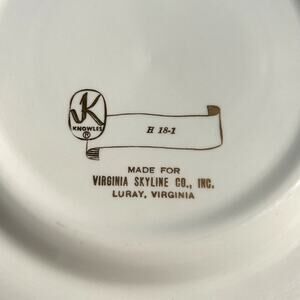 K
KNOWLES
®
H 18-1
MADE FOR
VIRGINIA SKYLINE CO., INC.
LURAY, VIRGINIA